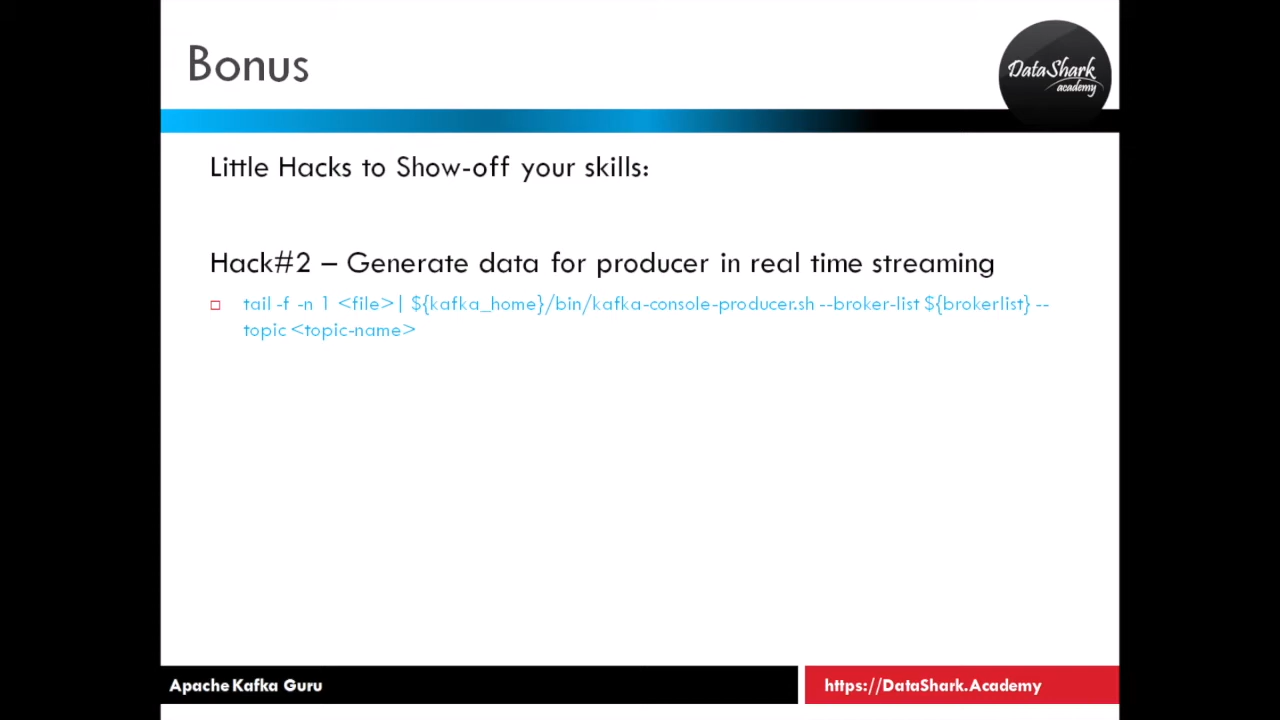 Bonus
DataShark
academy
Little Hacks to Show-off your skills:
Hack#2 – Generate data for producer in real time streaming
tail -f -n 1 <file>| ${kafka_home}/bin/kafka-console-producer.sh --broker-list ${brokerlist} --
topic <topic-name>
Apache Kafka Guru
https://DataShark.Academy